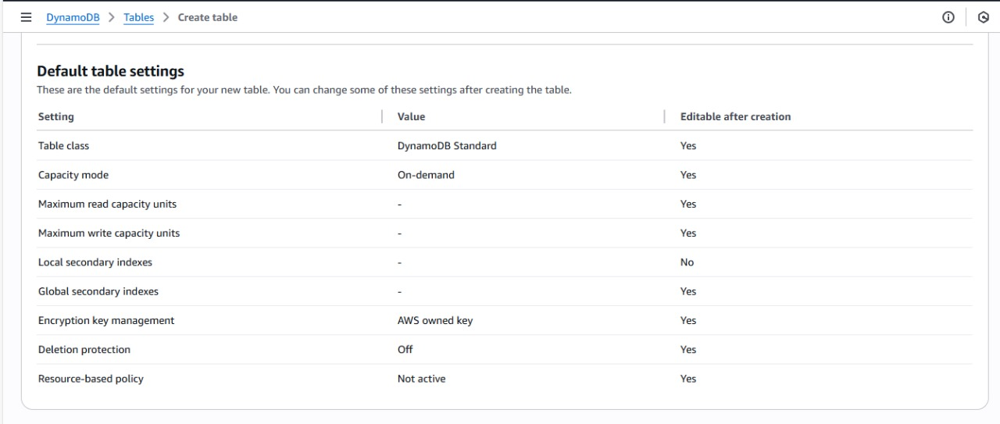 DynamoDB > Tables > Create table
Default table settings
These are the default settings for your new table. You can change some of these settings after creating the table.
Setting Value Editable after creation
Table class DynamoDB Standard Yes
Capacity mode On-demand Yes
Maximum read capacity units - Yes
Maximum write capacity units - Yes
Local secondary indexes - No
Global secondary indexes - Yes
Encryption key management AWS owned key Yes
Deletion protection Off Yes
Resource-based policy Not active Yes